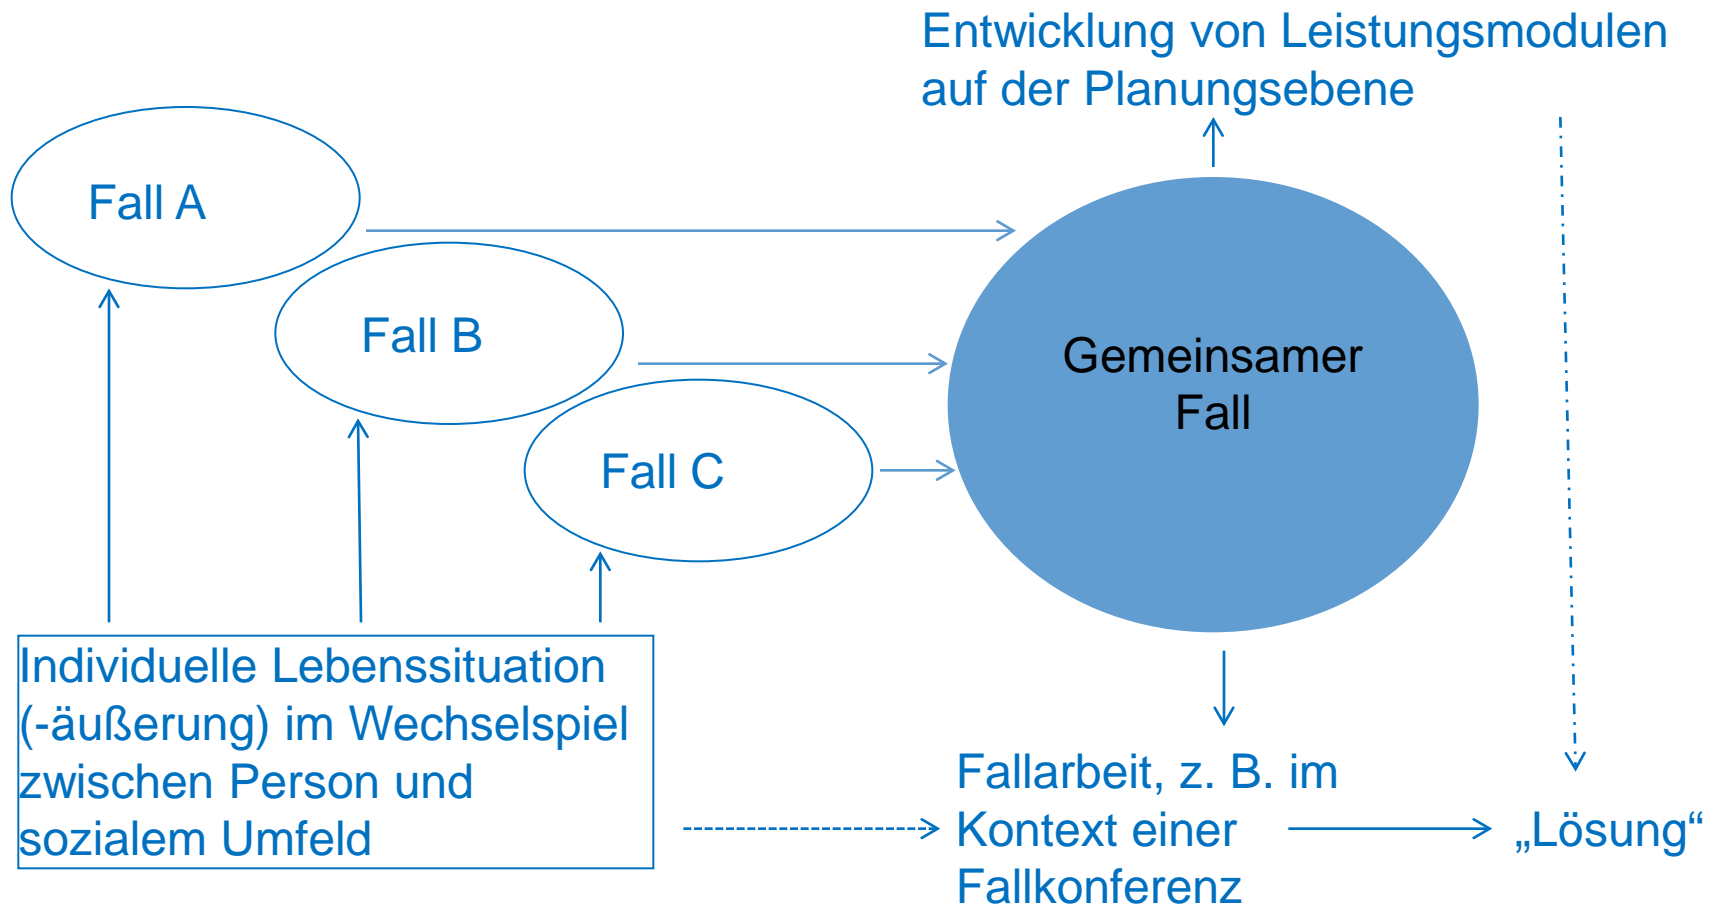 Entwicklung von Leistungsmodulen
auf der Planungsebene
Fall A
Fall B
Fall C
Gemeinsamer
Fall
Individuelle Lebenssituation
(-äußerung) im Wechselspiel
zwischen Person und
sozialem Umfeld
Fallarbeit, z. B. im
Kontext einer
Fallkonferenz
„Lösung“